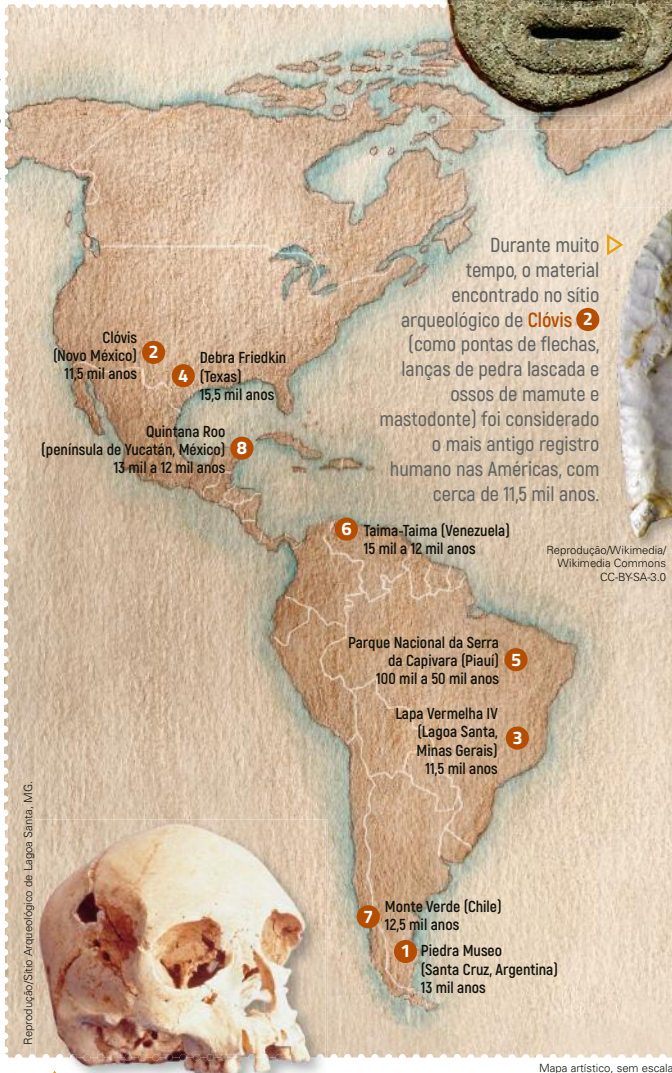 Durante muito
tempo, o material
encontrado no sítio
arqueológico de Clóvis 2
(como pontas de flechas,
lanças de pedra lascada e
ossos de mamute e
mastodonte) foi considerado
o mais antigo registro
humano nas Américas, com
cerca de 11,5 mil anos.
Clóvis
(Novo México)
11,5 mil anos
2
4
Debra Friedkin
(Texas)
15,5 mil anos
Quintana Roo
(península de Yucatán, México)
13 mil a 12 mil anos
8
6
Taima-Taima (Venezuela)
15 mil a 12 mil anos
Reprodução/Wikimedia/
Wikimedia Commons
CC-BY-SA-3.0
Parque Nacional da Serra
da Capivara (Piauí)
100 mil a 50 mil anos
5
Lapa Vermelha IV
(Lagoa Santa,
Minas Gerais)
11,5 mil anos
3
7
Monte Verde (Chile)
12,5 mil anos
1
Piedra Museo
(Santa Cruz, Argentina)
13 mil anos
Reprodução/Sítio Arqueológico de Lagoa Santa, MG.
Mapa artístico, sem escala